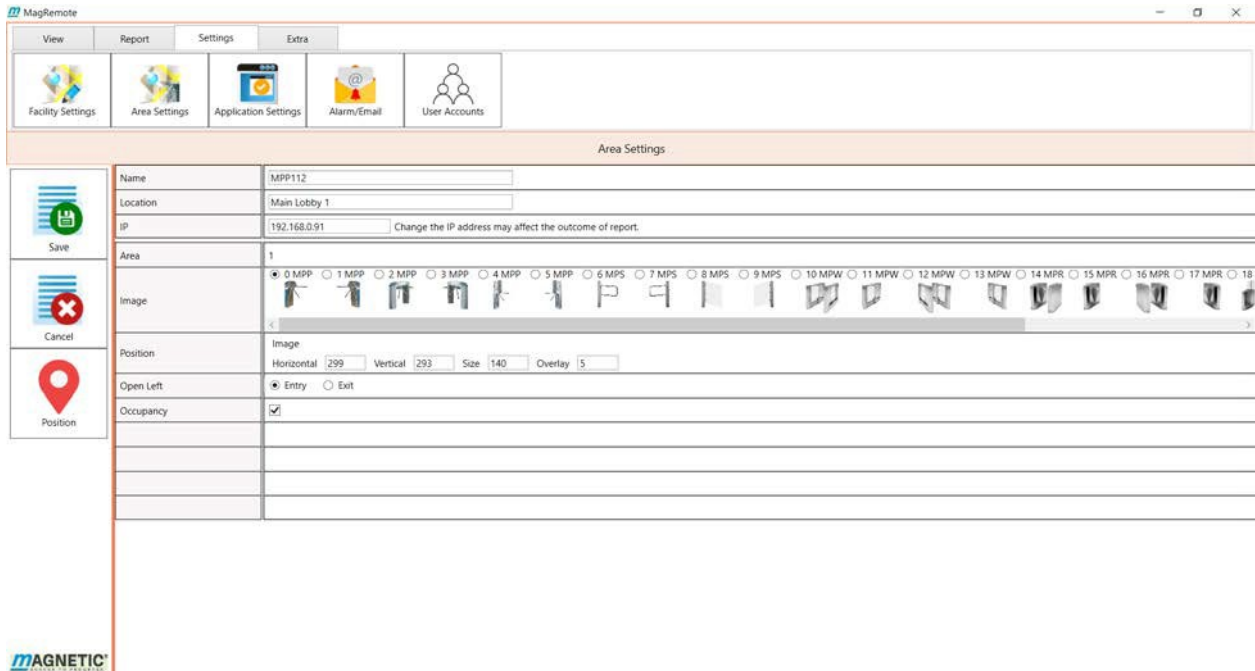 MagRemote
View Report Settings Extra
Facility Settings Area Settings Application Settings Alarm/Email User Accounts
Area Settings
Save
Cancel
Position
Name MPP112
Location Main Lobby 1
IP 192.168.0.91 Change the IP address may affect the outcome of report.
Area 1
Image 0 MPP 1 MPP 2 MPP 3 MPP 4 MPP 5 MPP 6 MPS 7 MPS 8 MPS 9 MPS 10 MPW 11 MPW 12 MPW 13 MPW 14 MPR 15 MPR 16 MPR 17 MPR 18
Position Image
Horizontal 299 Vertical 293 Size 140 Overlay 5
Open Left Entry Exit
Occupancy
MAGNETIC